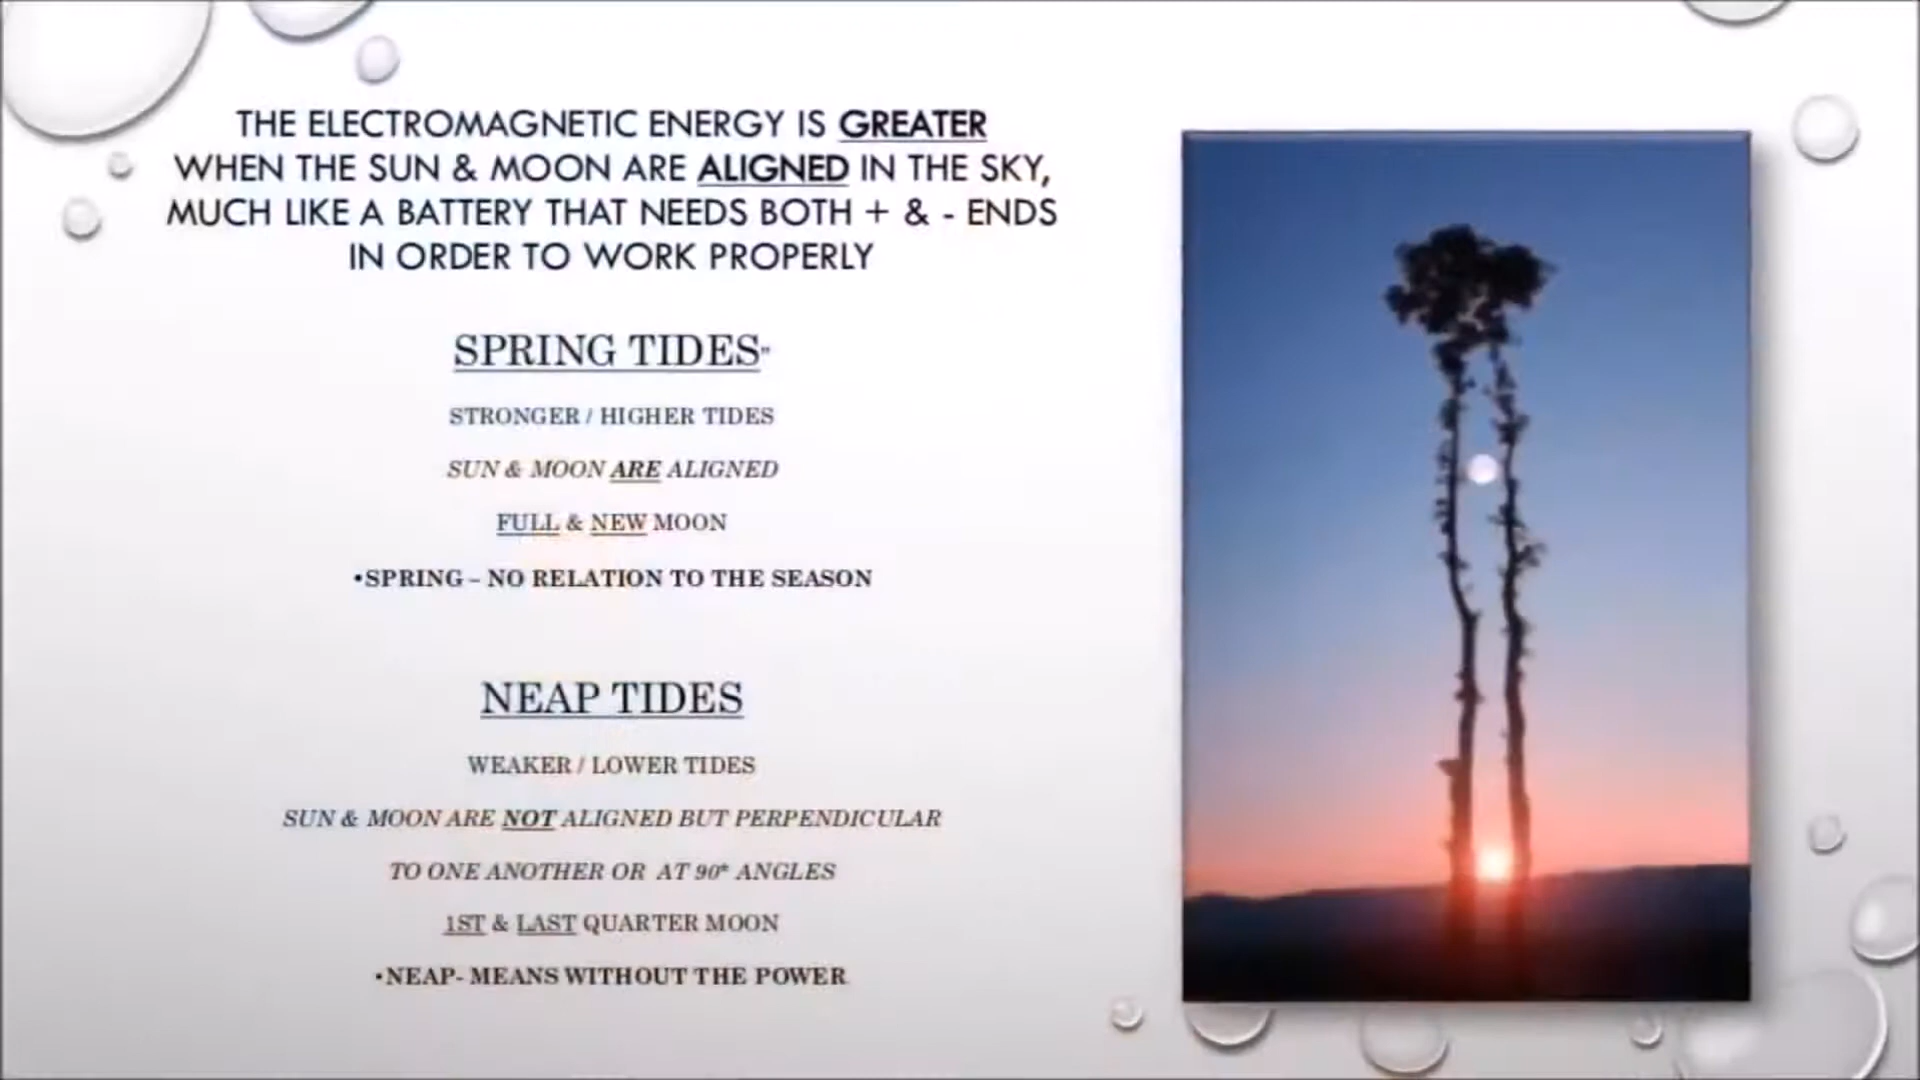 THE ELECTROMAGNETIC ENERGY IS GREATER
WHEN THE SUN & MOON ARE ALIGNED IN THE SKY,
MUCH LIKE A BATTERY THAT NEEDS BOTH + & - ENDS
IN ORDER TO WORK PROPERLY
SPRING TIDES"
STRONGER / HIGHER TIDES
SUN & MOON ARE ALIGNED
FULL & NEW MOON
•SPRING – NO RELATION TO THE SEASON
NEAP TIDES
WEAKER / LOWER TIDES
SUN & MOON ARE NOT ALIGNED BUT PERPENDICULAR
TO ONE ANOTHER OR AT 90* ANGLES
1ST & LAST QUARTER MOON
•NEAP- MEANS WITHOUT THE POWER